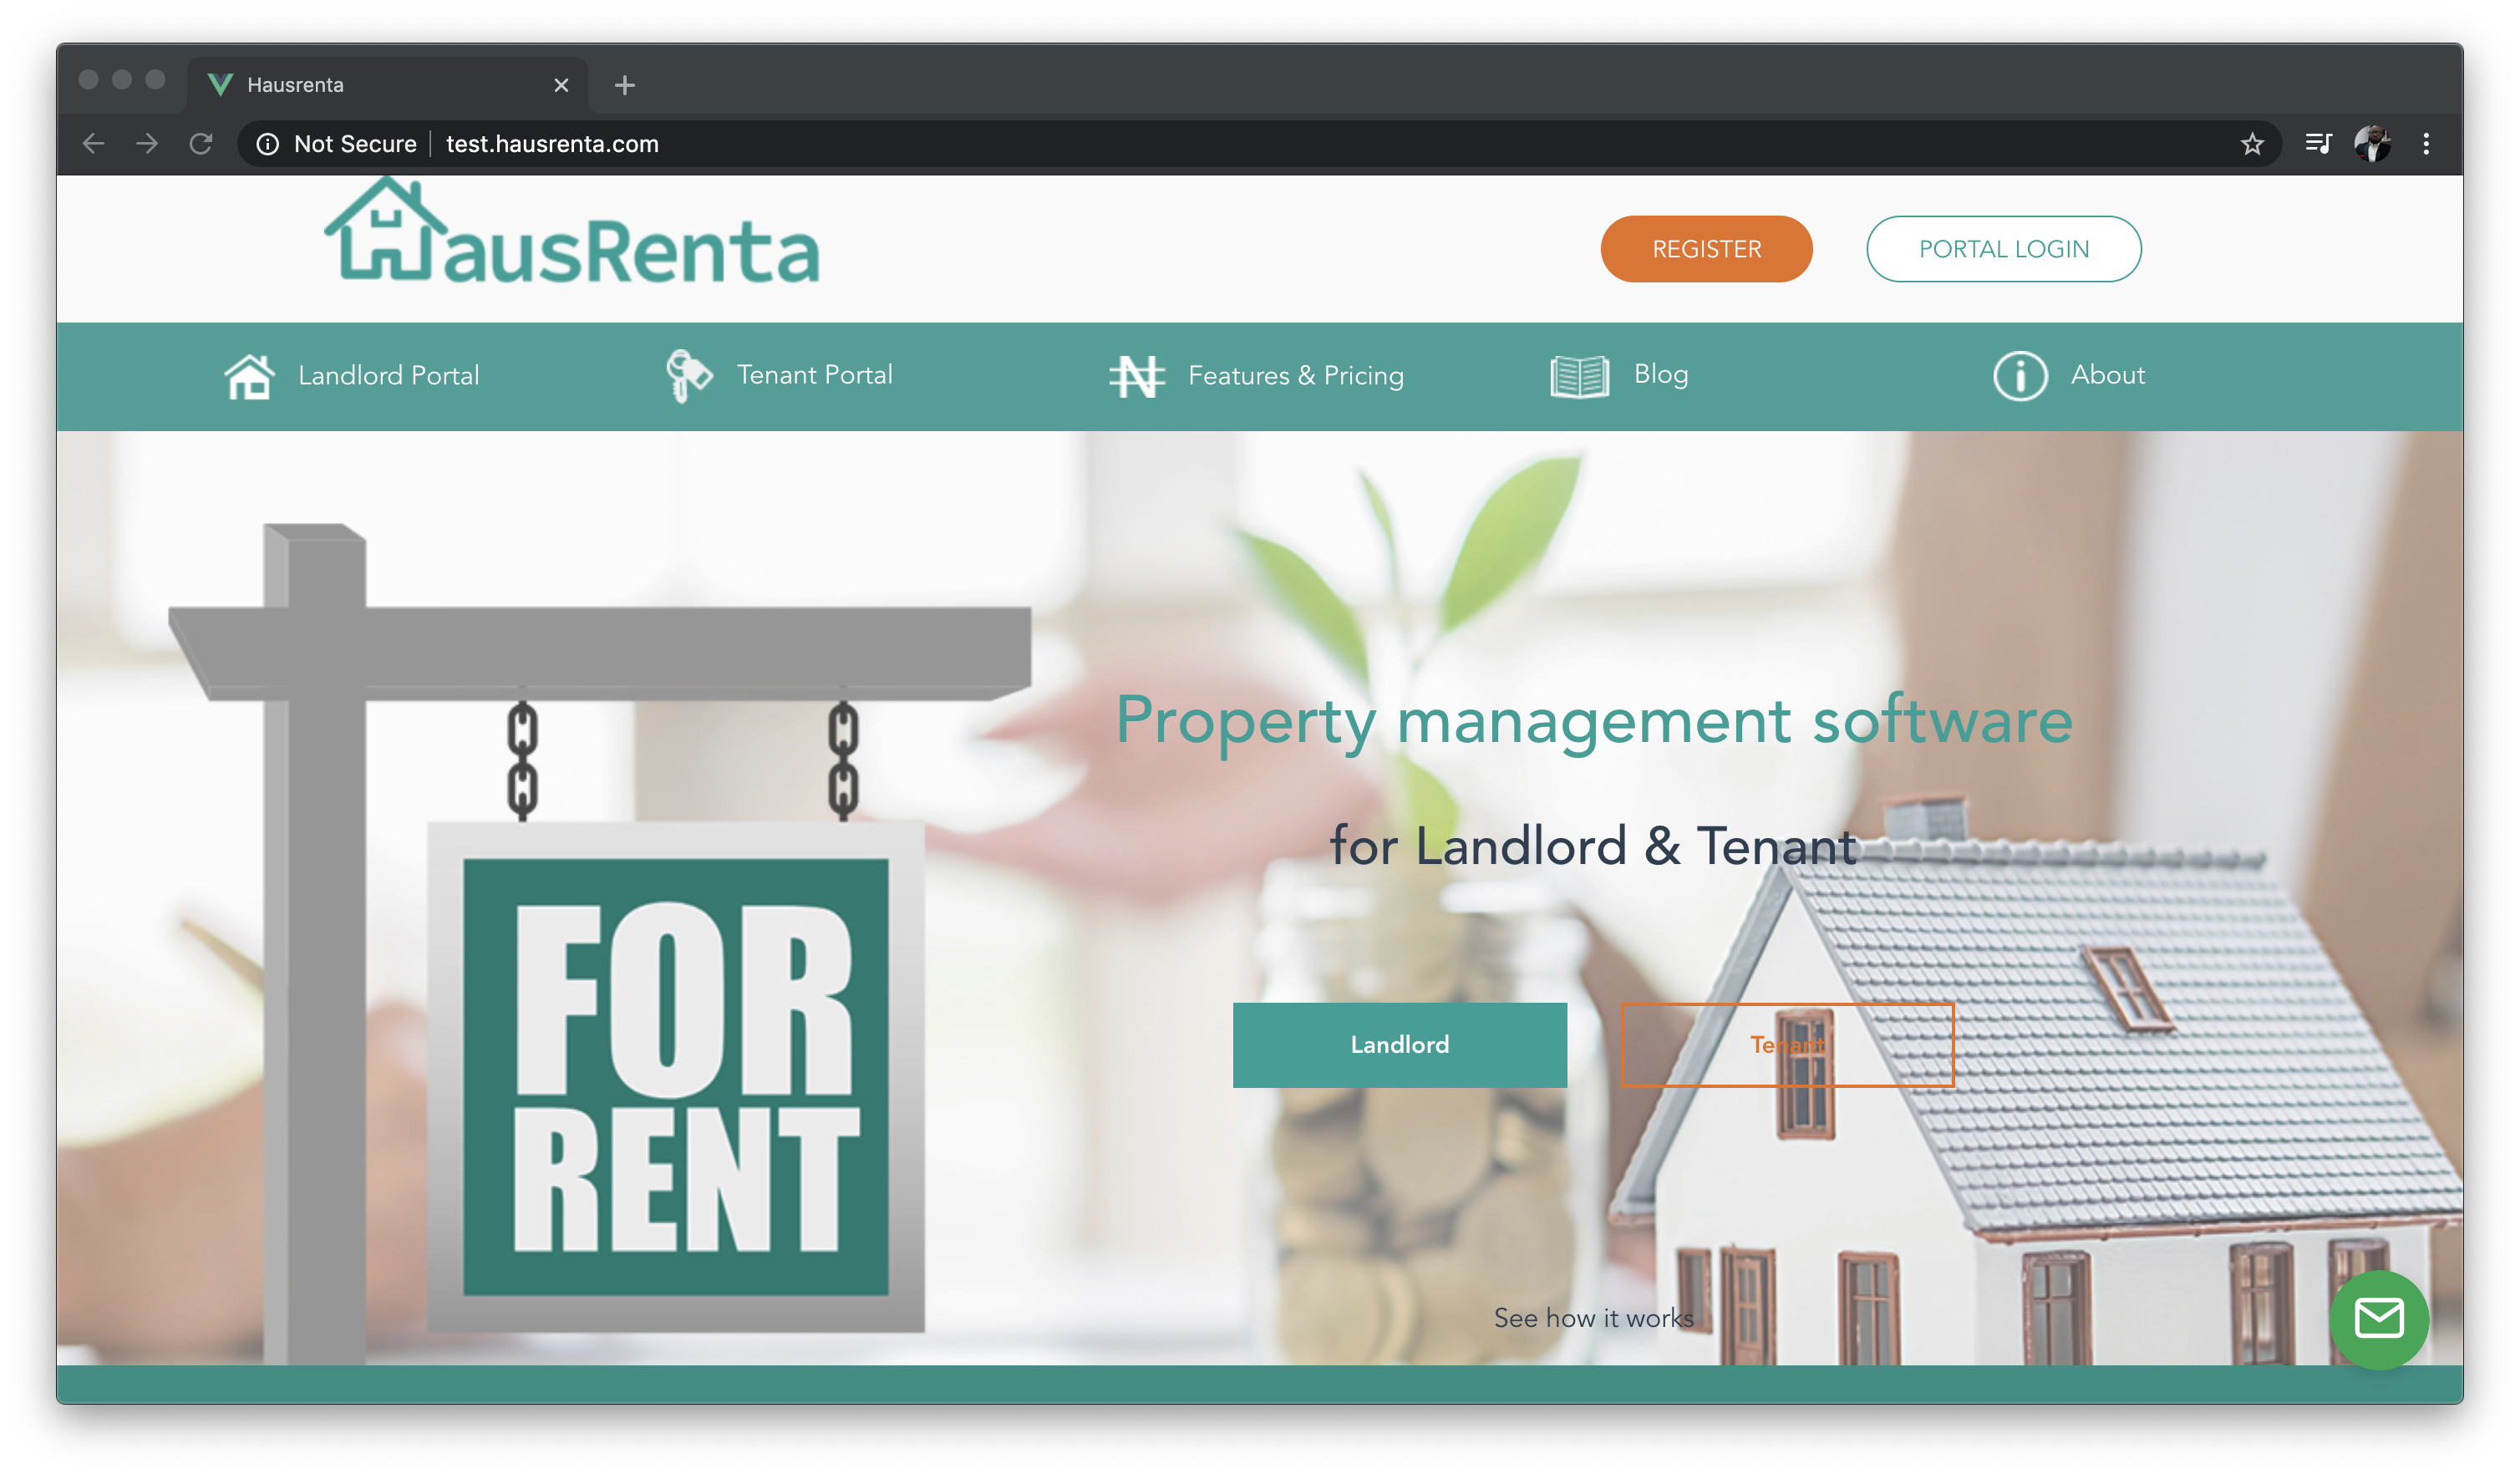 Hausrenta
Not Secure test.hausrenta.com
HausRenta
REGISTER
PORTAL LOGIN
Landlord Portal
Tenant Portal
Features & Pricing
Blog
About
Property management software
for Landlord & Tenant
FOR
RENT
Landlord
Tenant
See how it works